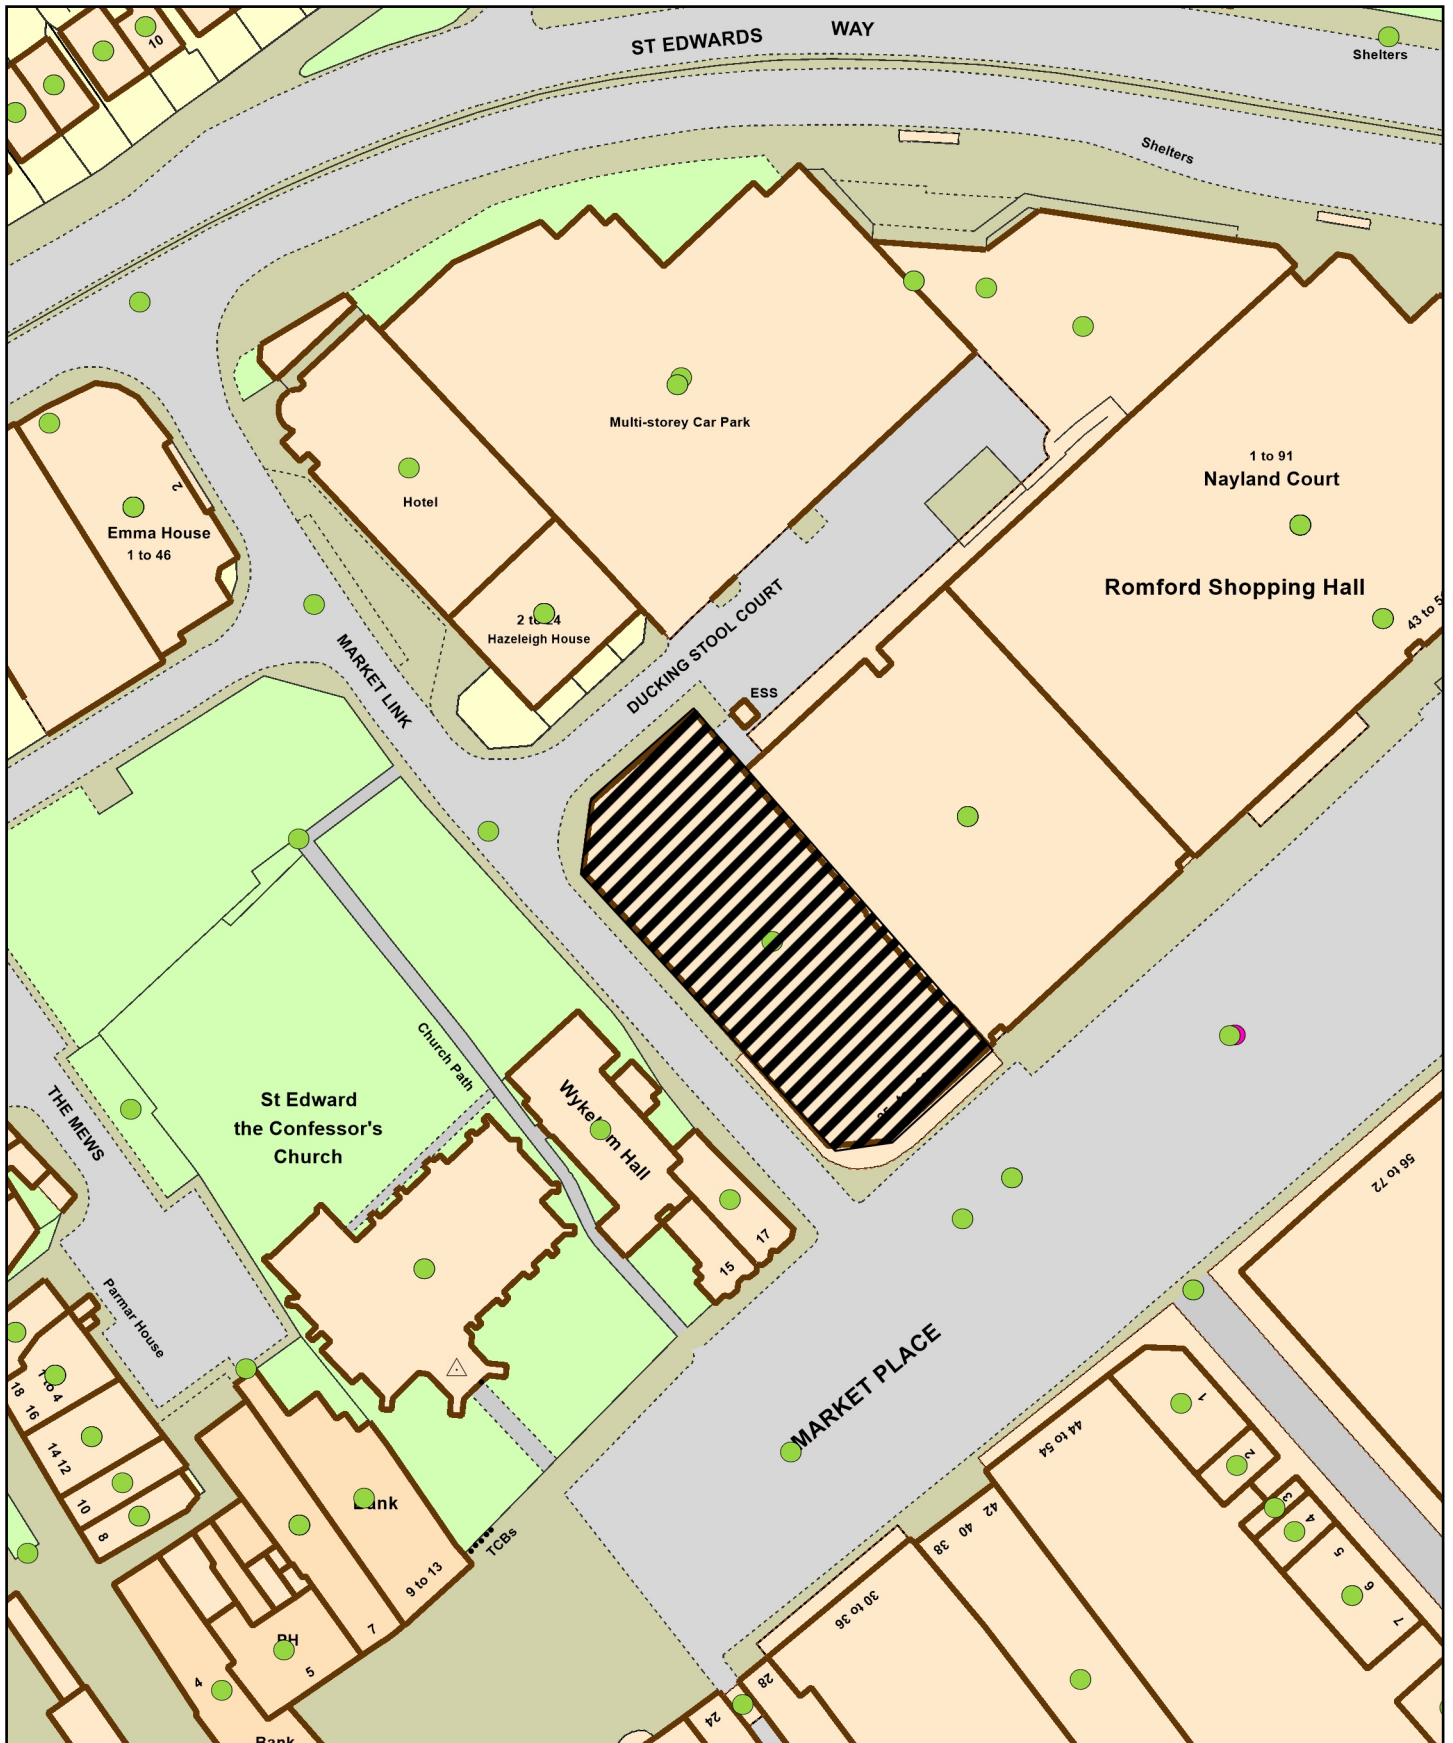 ST EDWARDS WAY
10
Shelters
Shelters
Multi-storey Car Park
Hotel
2
Emma House
1 to 46
1 to 91
Nayland Court
Romford Shopping Hall
Hazeleigh House
MARKET LINK
DUCKING STOOL COURT
ESS
Church Path
THE MEWS
St Edward
the Confessor's
Church
Hall
15
17
56 to 72
Parmar House
MARKET PLACE
18
16
14
12
10
8
TCBs
9 to 13
7
5
4
Bank
1
2
3
4
5
6
7
44 to 54
42
40
38
30 to 36
28
24